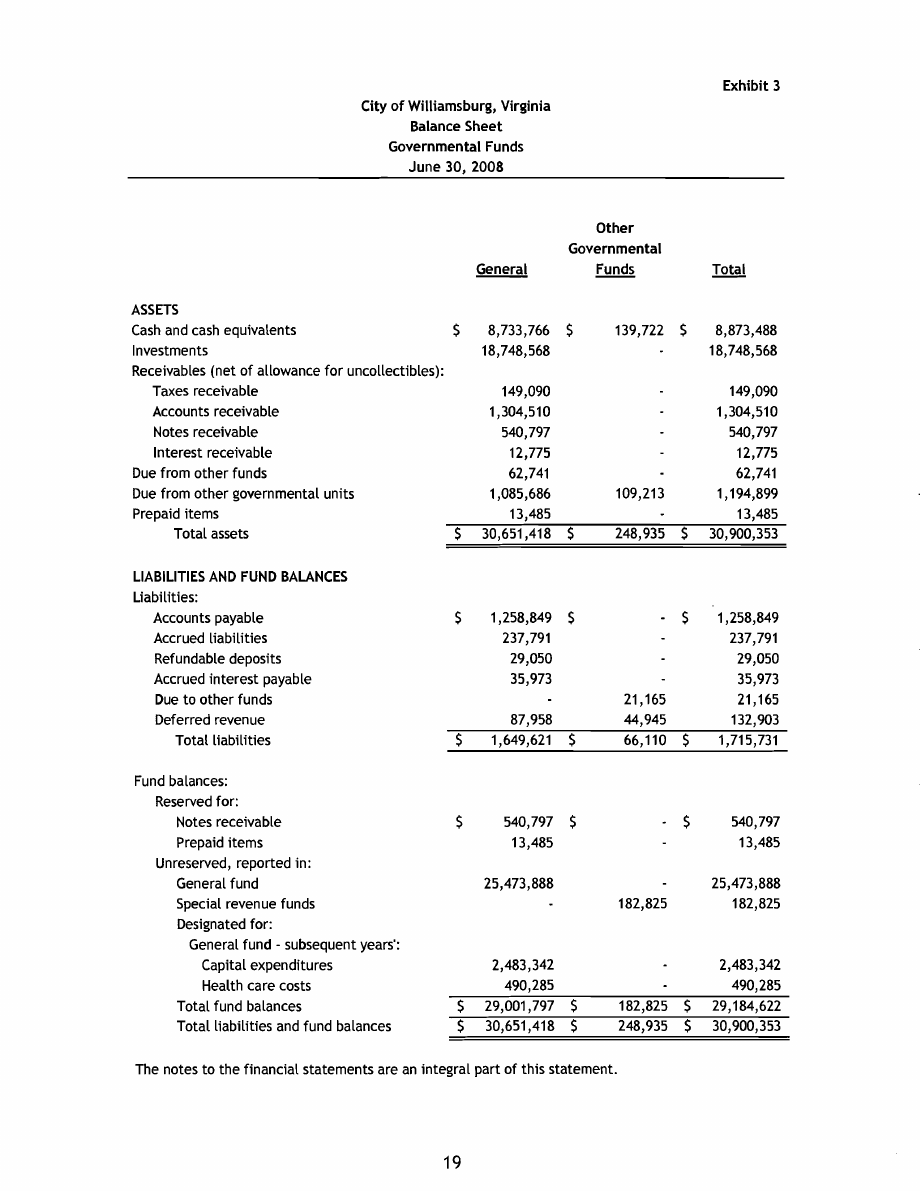 Exhibit 3
City of Williamsburg, Virginia
Balance Sheet
Governmental Funds
June 30, 2008
Other
Governmental
General Funds Total
ASSETS
Cash and cash equivalents $ 8,733,766 $ 139,722 $ 8,873,488
Investments 18,748,568 - 18,748,568
Receivables (net of allowance for uncollectibles):
Taxes receivable 149,090 - 149,090
Accounts receivable 1,304,510 - 1,304,510
Notes receivable 540,797 - 540,797
Interest receivable 12,775 - 12,775
Due from other funds 62,741 - 62,741
Due from other governmental units 1,085,686 109,213 1,194,899
Prepaid items 13,485 - 13,485
Total assets $ 30,651,418 $ 248,935 $ 30,900,353
LIABILITIES AND FUND BALANCES
Liabilities:
Accounts payable $ 1,258,849 $ - $ 1,258,849
Accrued liabilities 237,791 - 237,791
Refundable deposits 29,050 - 29,050
Accrued interest payable 35,973 - 35,973
Due to other funds - 21,165 21,165
Deferred revenue 87,958 44,945 132,903
Total liabilities $ 1,649,621 $ 66,110 $ 1,715,731
Fund balances:
Reserved for:
Notes receivable $ 540,797 $ - $ 540,797
Prepaid items 13,485 - 13,485
Unreserved, reported in:
General fund 25,473,888 - 25,473,888
Special revenue funds - 182,825 182,825
Designated for:
General fund - subsequent years':
Capital expenditures 2,483,342 - 2,483,342
Health care costs 490,285 - 490,285
Total fund balances $ 29,001,797 $ 182,825 $ 29,184,622
Total liabilities and fund balances $ 30,651,418 $ 248,935 $ 30,900,353
The notes to the financial statements are an integral part of this statement.
19